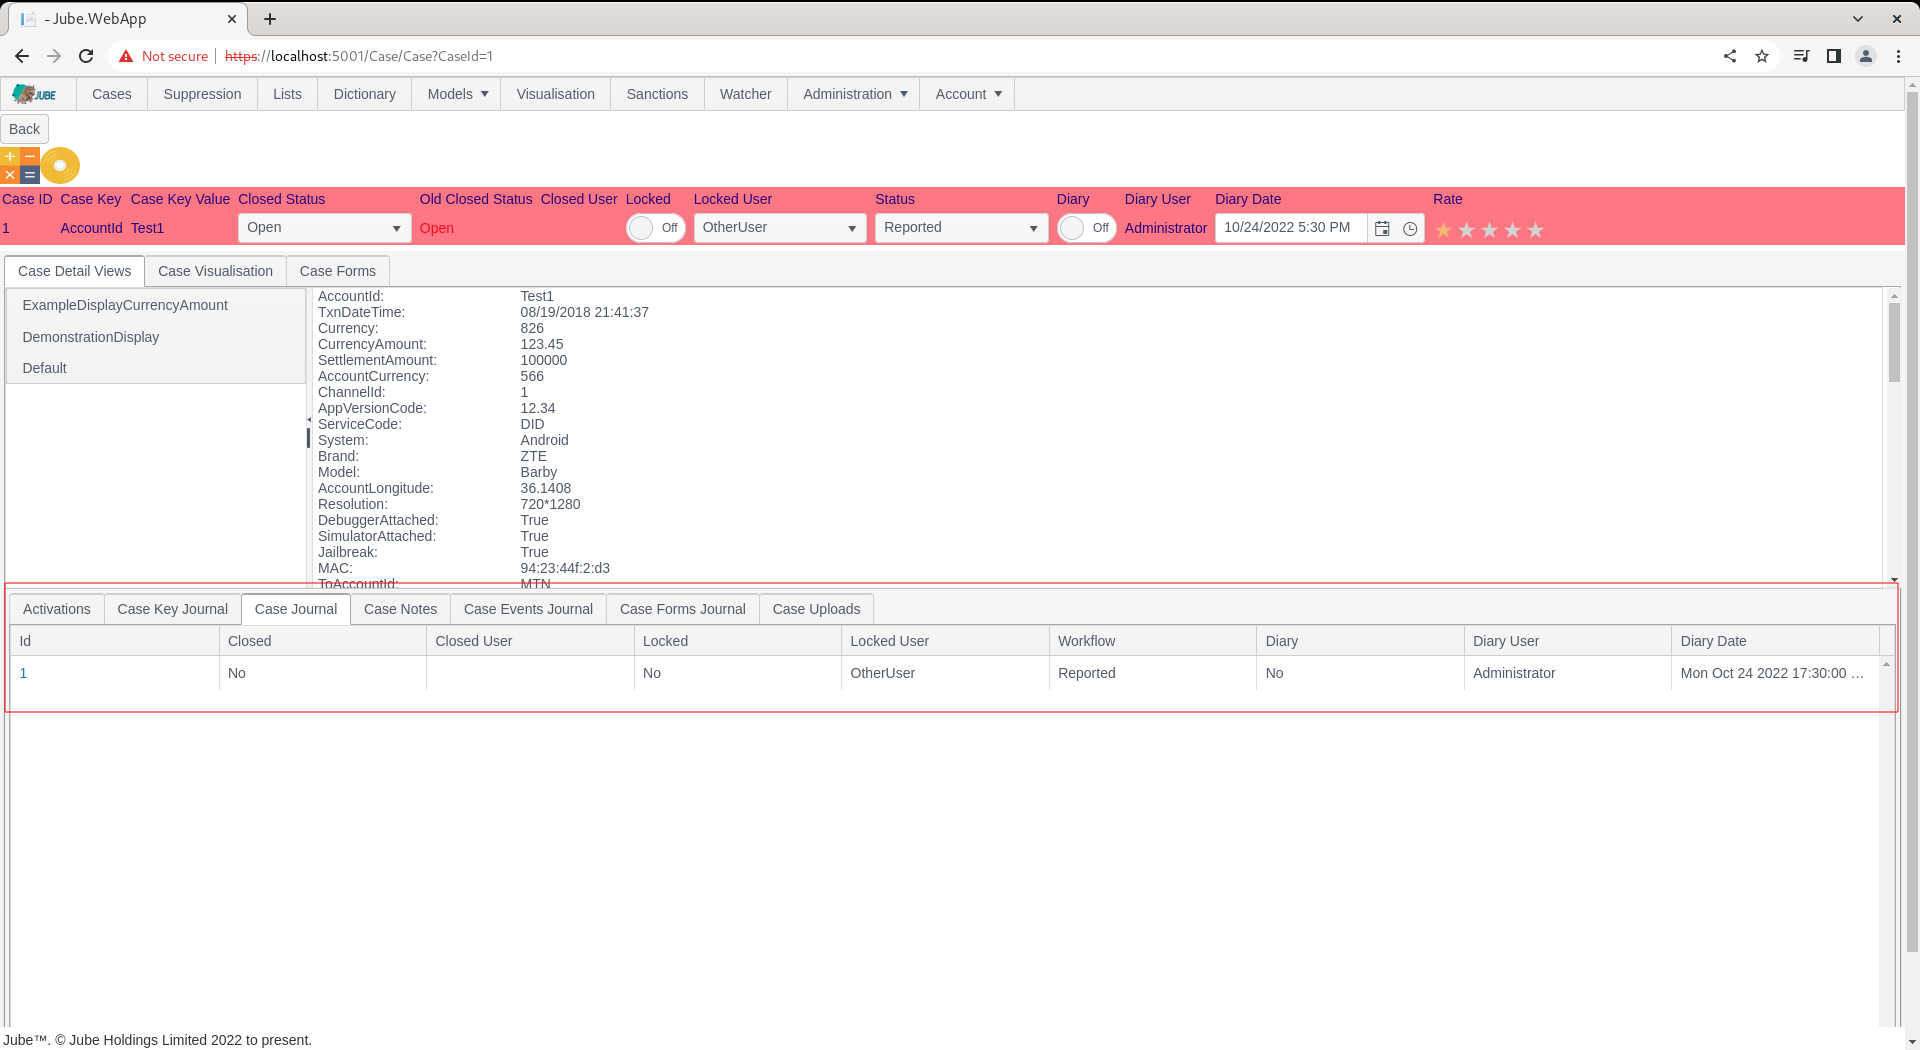 - Jube.WebApp
Not secure https://localhost:5001/Case/Case?CaseId=1
JUBE Cases Suppression Lists Dictionary Models Visualisation Sanctions Watcher Administration Account
Back
Case ID Case Key Case Key Value Closed Status Old Closed Status Closed User Locked Locked User Status Diary Diary User Diary Date Rate
1 AccountId Test1 Open Open Off OtherUser Reported Off Administrator 10/24/2022 5:30 PM
Case Detail Views Case Visualisation Case Forms
ExampleDisplayCurrencyAmount
DemonstrationDisplay
Default
AccountId: Test1
TxnDateTime: 08/19/2018 21:41:37
Currency: 826
CurrencyAmount: 123.45
SettlementAmount: 100000
AccountCurrency: 566
ChannelId: 1
AppVersionCode: 12.34
ServiceCode: DID
System: Android
Brand: ZTE
Model: Barby
AccountLongitude: 36.1408
Resolution: 720*1280
DebuggerAttached: True
SimulatorAttached: True
Jailbreak: True
MAC: 94:23:44f:2:d3
ToAccountId: MTN
Activations Case Key Journal Case Journal Case Notes Case Events Journal Case Forms Journal Case Uploads
Id Closed Closed User Locked Locked User Workflow Diary Diary User Diary Date
1 No No OtherUser Reported No Administrator Mon Oct 24 2022 17:30:00 …
Jube™. © Jube Holdings Limited 2022 to present.